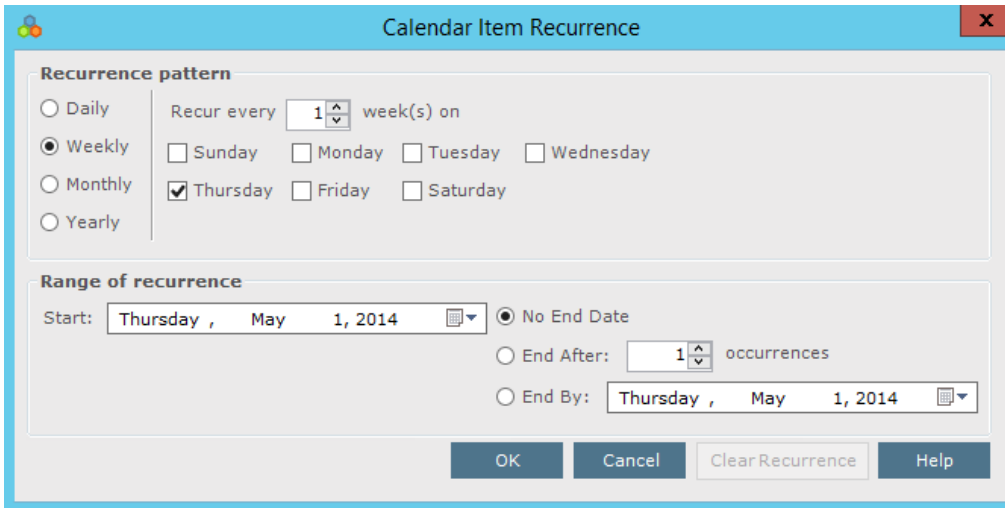 Calendar Item Recurrence
x
Recurrence pattern
Daily
Recur every 1 week(s) on
Weekly
Sunday Monday Tuesday Wednesday
Monthly
Thursday Friday Saturday
Yearly
Range of recurrence
Start: Thursday , May 1, 2014 No End Date
End After: 1 occurrences
End By: Thursday , May 1, 2014
OK Cancel Clear Recurrence Help